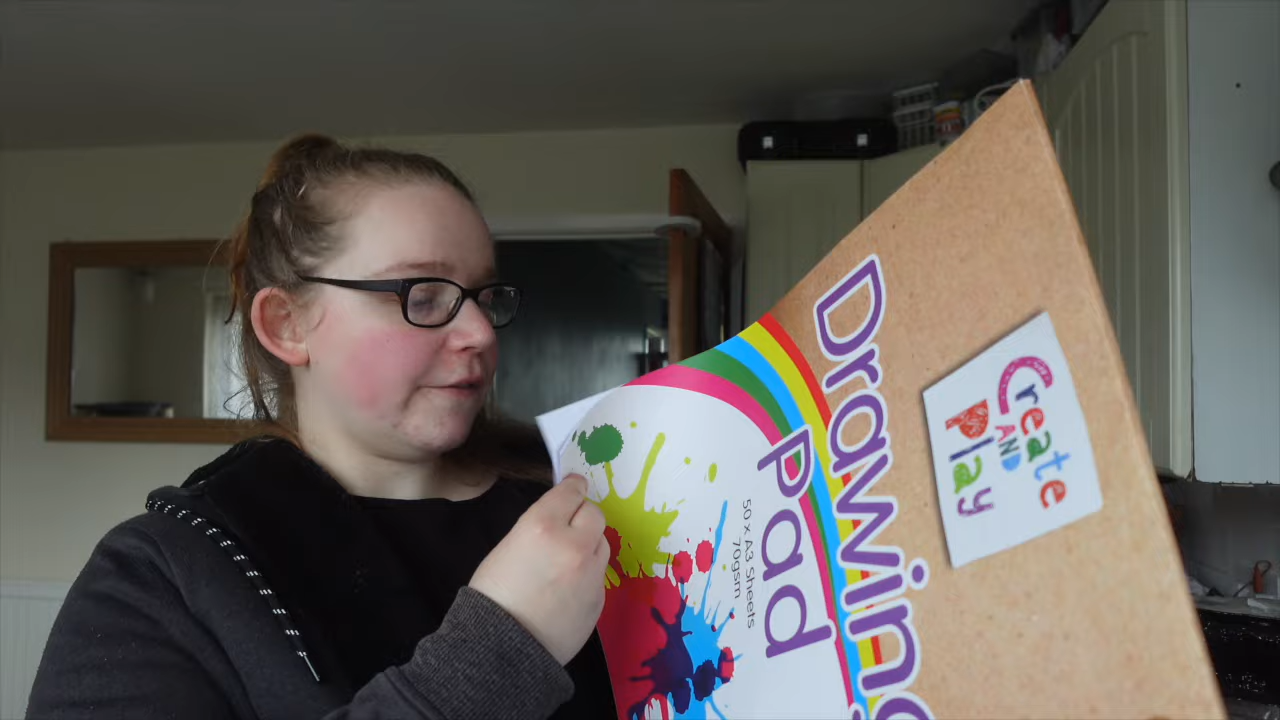 Create
AND
Play
Drawing
Pad
50 x A3 Sheets
70gsm